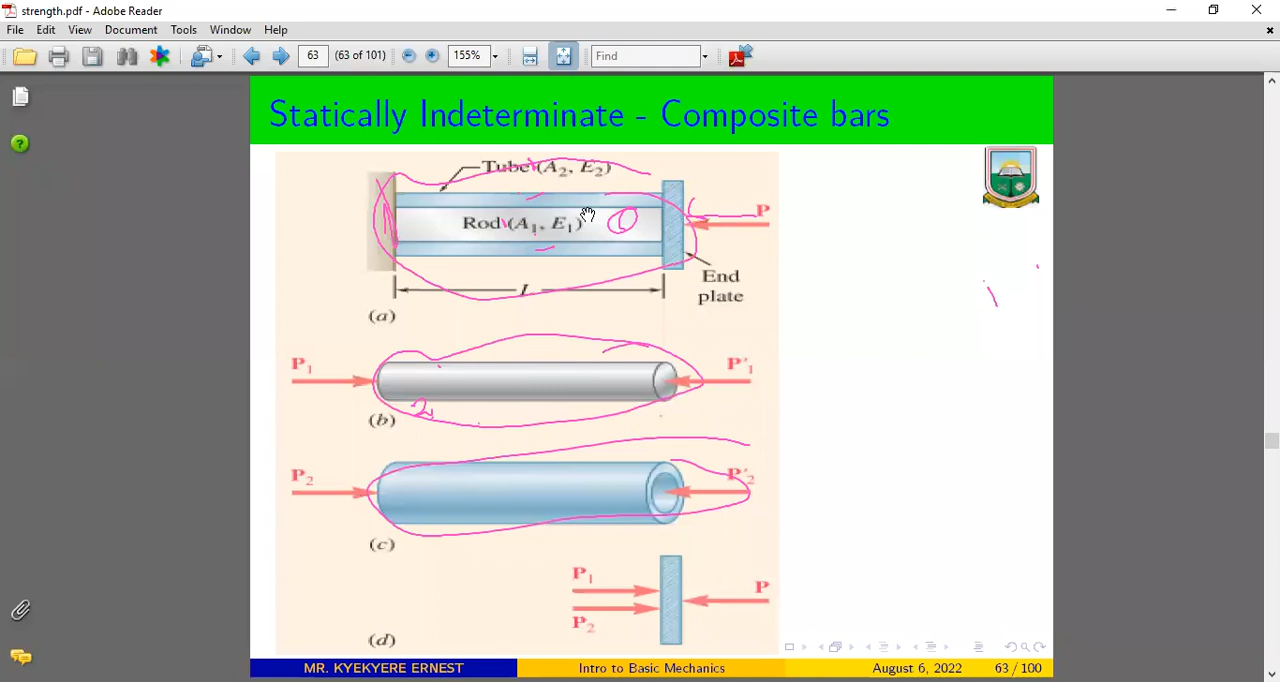 strength.pdf - Adobe Reader
File Edit View Document Tools Window Help
63 (63 of 101) 155% Find
Statically Indeterminate - Composite bars
Tube (A₂, E₂)
Rod (A₁, E₁)
P
End
plate
L
(a)
P₁ P′₁
2
(b)
P₂ P′₂
(c)
P₁ P
P₂
(d)
MR. KYEKYERE ERNEST Intro to Basic Mechanics August 6, 2022 63 / 100